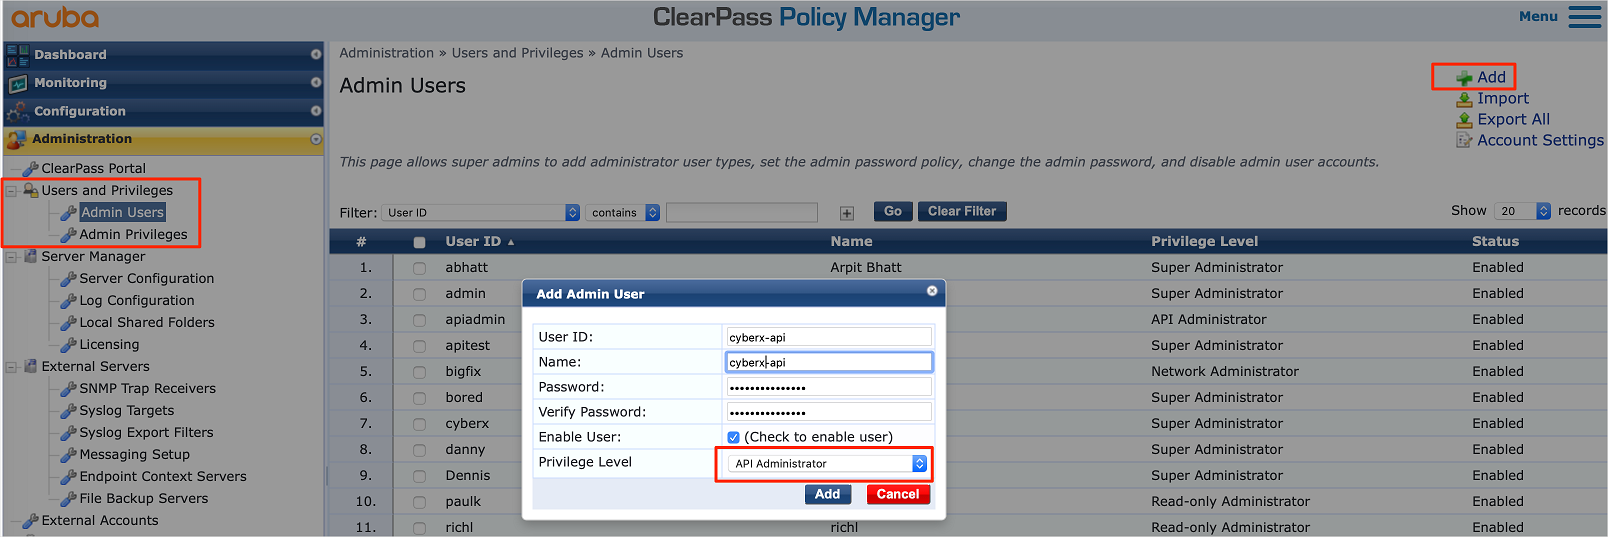 aruba
ClearPass Policy Manager
Menu
Dashboard
Monitoring
Configuration
Administration
ClearPass Portal
Users and Privileges
Admin Users
Admin Privileges
Server Manager
Server Configuration
Log Configuration
Local Shared Folders
Licensing
External Servers
SNMP Trap Receivers
Syslog Targets
Syslog Export Filters
Messaging Setup
Endpoint Context Servers
File Backup Servers
External Accounts
Administration » Users and Privileges » Admin Users
Admin Users
Add
Import
Export All
Account Settings
This page allows super admins to add administrator user types, set the admin password policy, change the admin password, and disable admin user accounts.
Filter: User ID contains + Go Clear Filter Show 20 records
# User ID ▲ Name Privilege Level Status
1. abhatt Arpit Bhatt Super Administrator Enabled
2. admin Super Administrator Enabled
3. apiadmin API Administrator Enabled
4. apitest Super Administrator Enabled
5. bigfix Network Administrator Enabled
6. bored Super Administrator Enabled
7. cyberx Super Administrator Enabled
8. danny Super Administrator Enabled
9. Dennis Super Administrator Enabled
10. paulk Read-only Administrator Enabled
11. richl richl Read-only Administrator Enabled
Add Admin User
User ID: cyberx-api
Name: cyberx-api
Password: •••••••••••••••
Verify Password: •••••••••••••••
Enable User: (Check to enable user)
Privilege Level API Administrator
Add Cancel